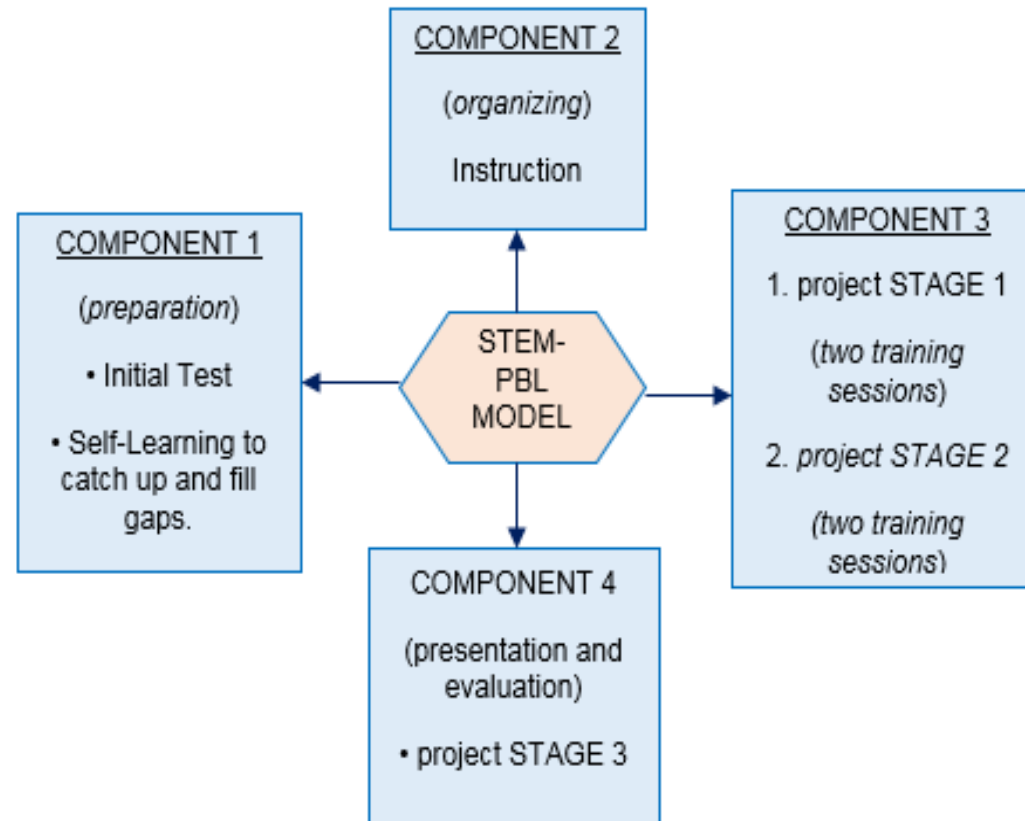 COMPONENT 2
(organizing)
Instruction
COMPONENT 1
(preparation)
• Initial Test
• Self-Learning to
catch up and fill
gaps.
STEM-
PBL
MODEL
COMPONENT 3
1. project STAGE 1
(two training
sessions)
2. project STAGE 2
(two training
sessions)
COMPONENT 4
(presentation and
evaluation)
• project STAGE 3